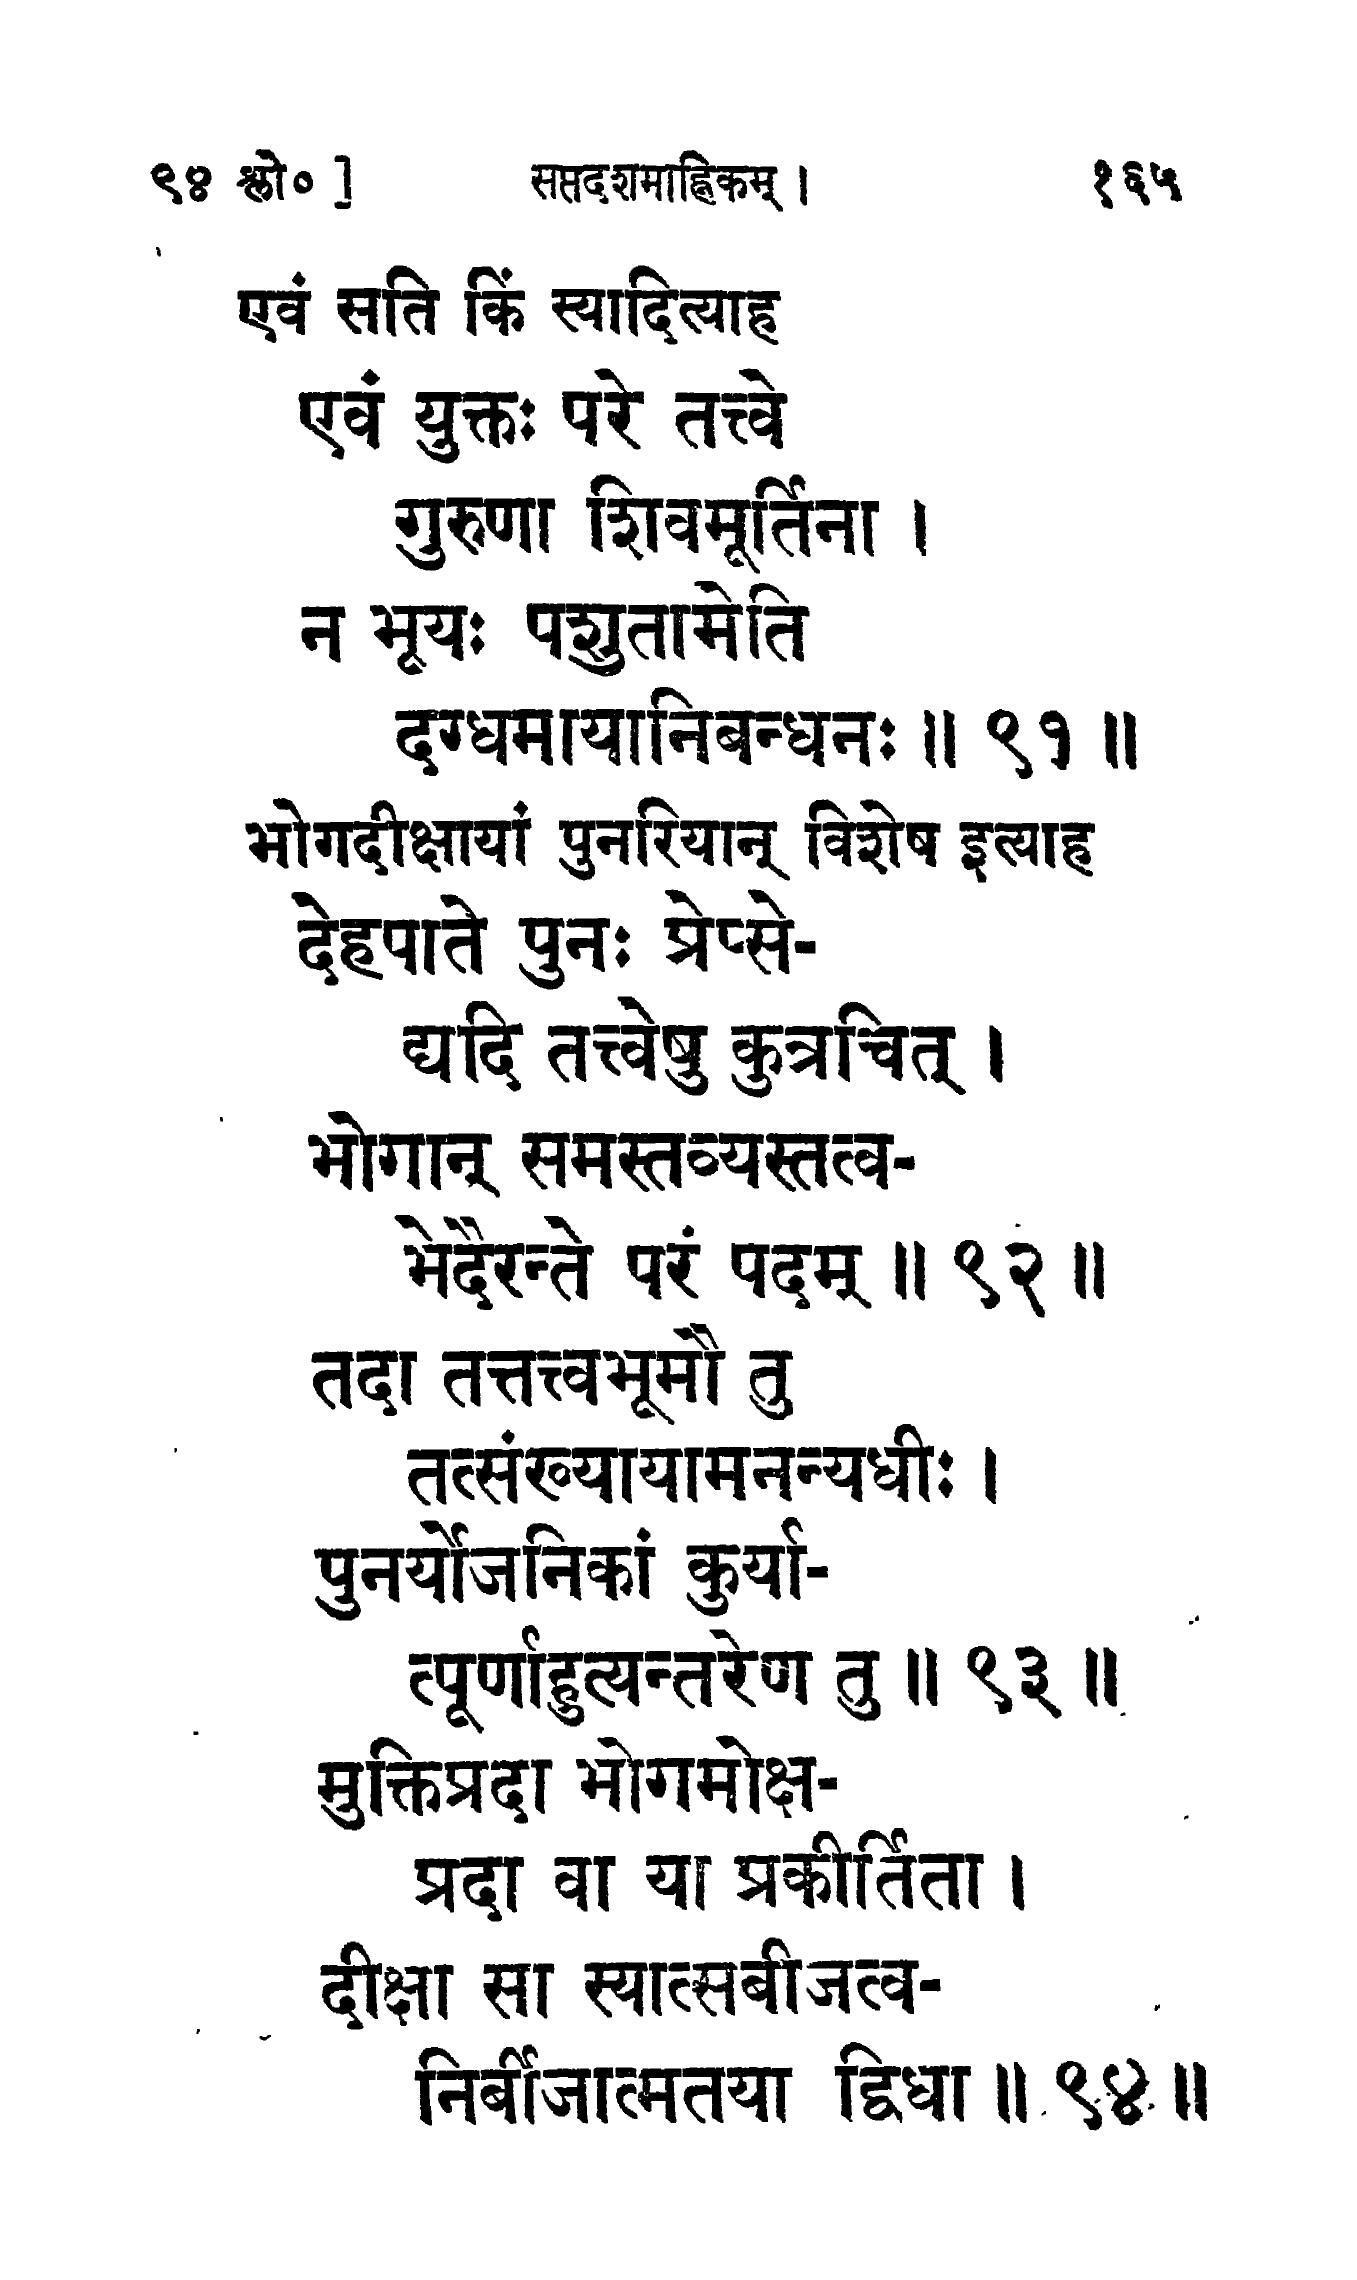 ९४ श्लो० ] सप्तदशमाह्निकम् । १६५
एवं सति किं स्यादित्याह
एवं युक्तः परे तत्त्वे
गुरुणा शिवमूर्तिना ।
न भूयः पशुतामेति
दग्धमायानिबन्धनः ॥ ९१ ॥
भोगदीक्षायां पुनरियान् विशेष इत्याह
देहपाते पुनः प्रेप्से-
द्यदि तत्त्वेषु कुत्रचित् ।
भोगान् समस्तव्यस्तत्व-
भेदैरन्ते परं पदम् ॥ ९२ ॥
तदा तत्तत्त्वभूमौ तु
तत्संख्यायामनन्यधीः ।
पुनर्योजनिकां कुर्या-
त्पूर्णाहुत्यन्तरेण तु ॥ ९३ ॥
मुक्तिप्रदा भोगमोक्ष-
प्रदा वा या प्रकीर्तिता ।
दीक्षा सा स्यात्सबीजत्व-
निर्बीजात्मतया द्विधा ॥ ९४ ॥